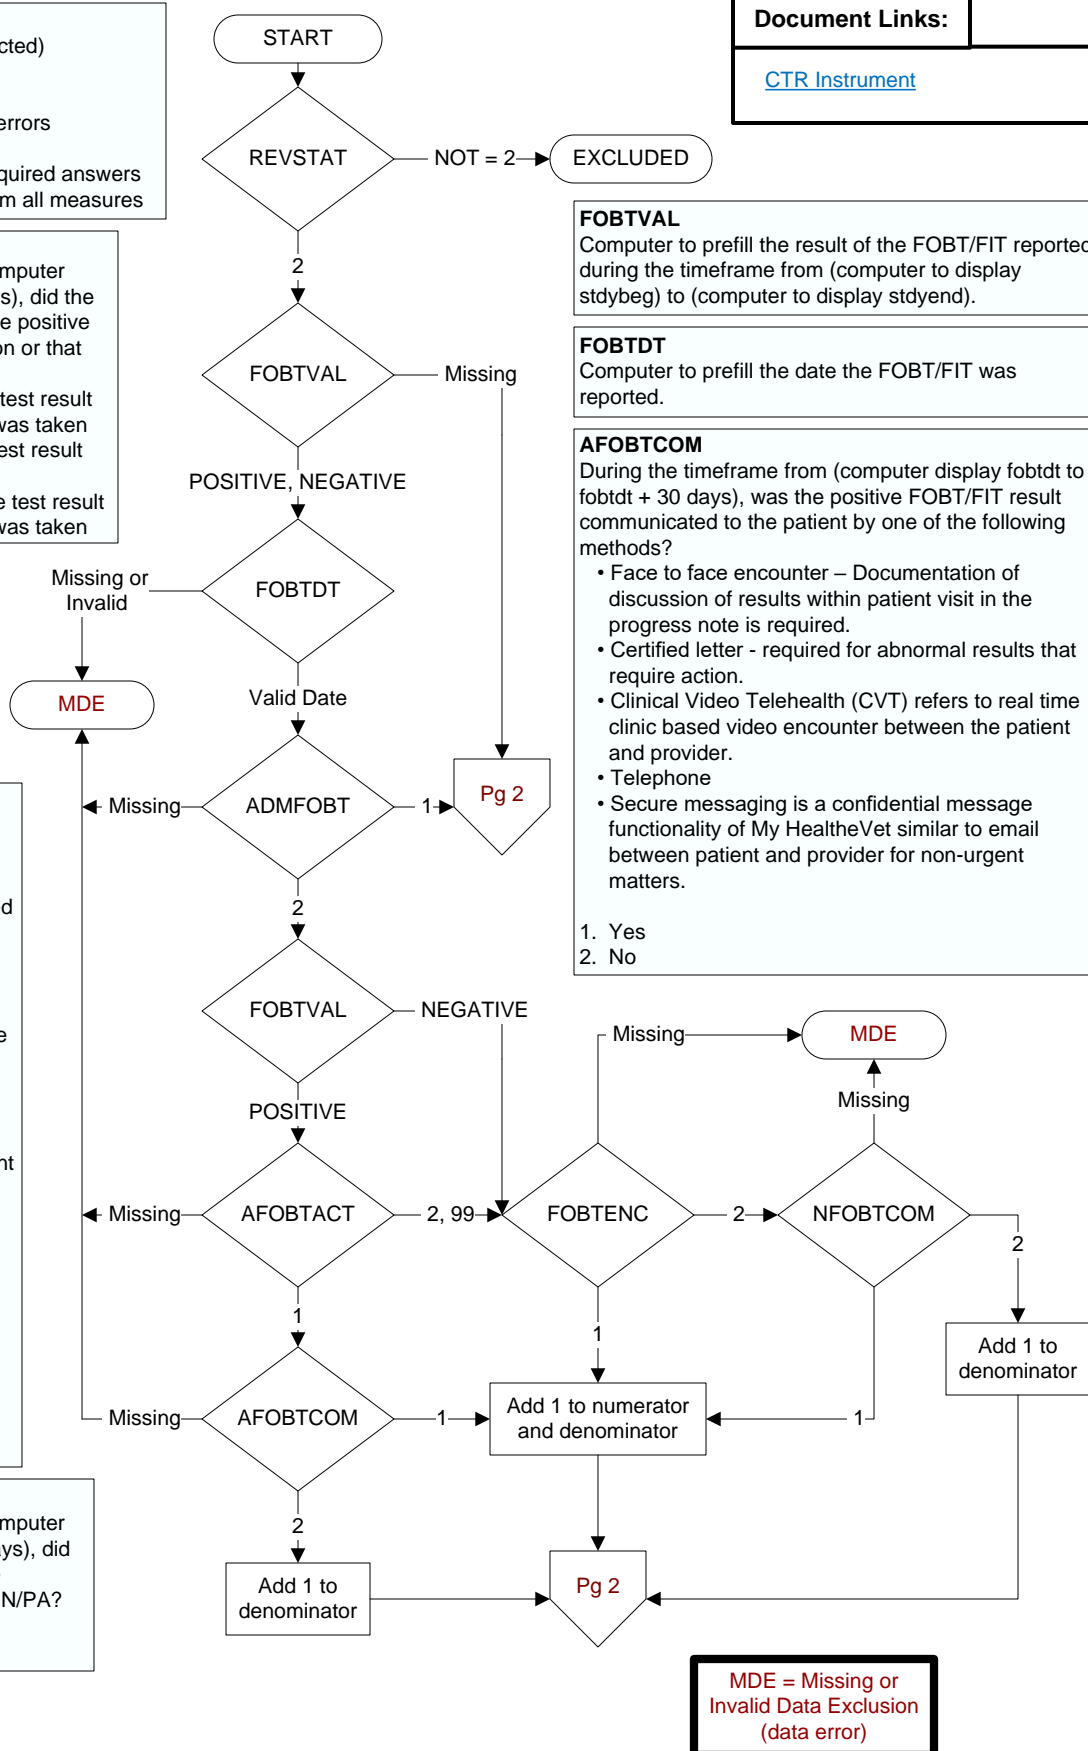 cted)
errors
quired answers
m all measures
START
Document Links:
CTR Instrument
REVSTAT
NOT = 2
EXCLUDED
2
mputer
s), did the
e positive
on or that
test result
was taken
est result
e test result
was taken
FOBTVAL
Computer to prefill the result of the FOBT/FIT reported
during the timeframe from (computer to display
stdybeg) to (computer to display stdyend).
FOBTVAL
Missing
FOBTDT
Computer to prefill the date the FOBT/FIT was
reported.
POSITIVE, NEGATIVE
AFOBTCOM
During the timeframe from (computer display fobtdt to
fobtdt + 30 days), was the positive FOBT/FIT result
communicated to the patient by one of the following
methods?
• Face to face encounter – Documentation of
discussion of results within patient visit in the
progress note is required.
• Certified letter - required for abnormal results that
require action.
• Clinical Video Telehealth (CVT) refers to real time
clinic based video encounter between the patient
and provider.
• Telephone
• Secure messaging is a confidential message
functionality of My HealtheVet similar to email
between patient and provider for non-urgent
matters.
1. Yes
2. No
Missing or
Invalid
FOBTDT
MDE
Valid Date
Missing
ADMFOBT
1
Pg 2
2
ed
e
nt
FOBTVAL
NEGATIVE
Missing
MDE
POSITIVE
Missing
Missing
AFOBTACT
2, 99
FOBTENC
2
NFOBTCOM
2
1
1
Add 1 to
denominator
Missing
AFOBTCOM
1
Add 1 to numerator
and denominator
1
mputer
ays), did
N/PA?
2
Add 1 to
denominator
Pg 2
MDE = Missing or
Invalid Data Exclusion
(data error)